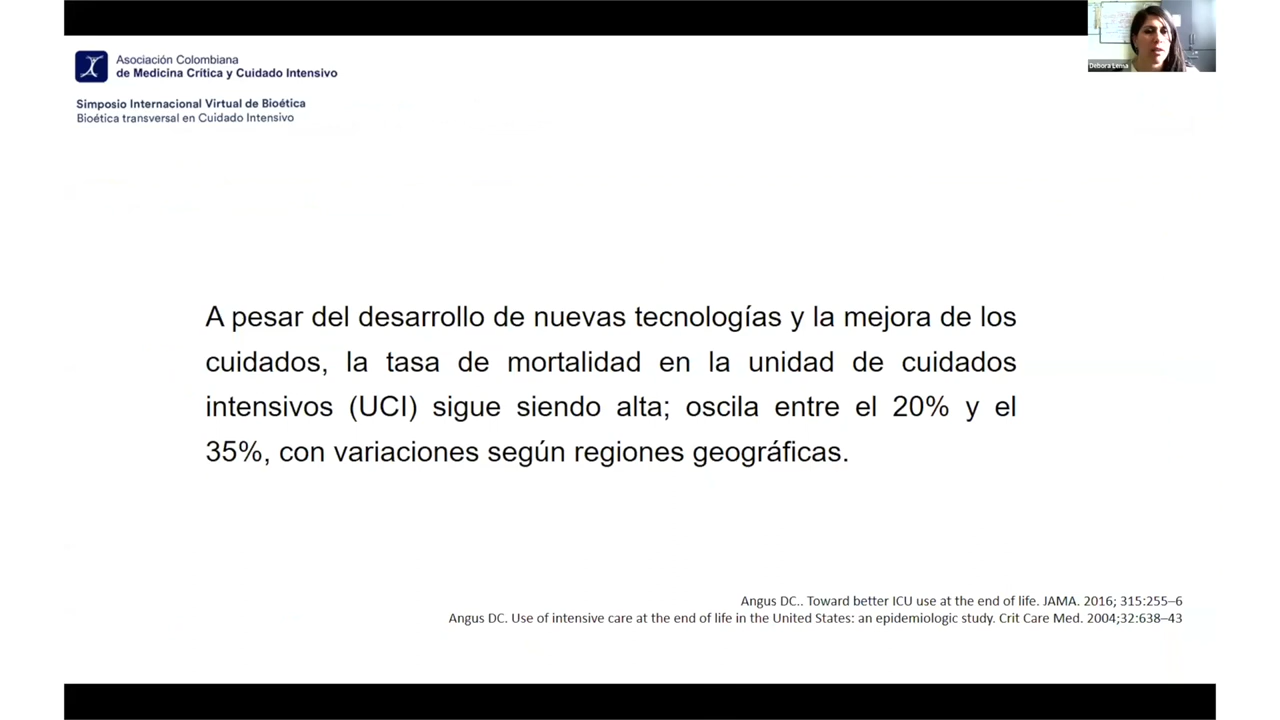 Asociación Colombiana
de Medicina Crítica y Cuidado Intensivo
Simposio Internacional Virtual de Bioética
Bioética transversal en Cuidado Intensivo
Debora Lema
A pesar del desarrollo de nuevas tecnologías y la mejora de los
cuidados, la tasa de mortalidad en la unidad de cuidados
intensivos (UCI) sigue siendo alta; oscila entre el 20% y el
35%, con variaciones según regiones geográficas.
Angus DC.. Toward better ICU use at the end of life. JAMA. 2016; 315:255–6
Angus DC. Use of intensive care at the end of life in the United States: an epidemiologic study. Crit Care Med. 2004;32:638–43